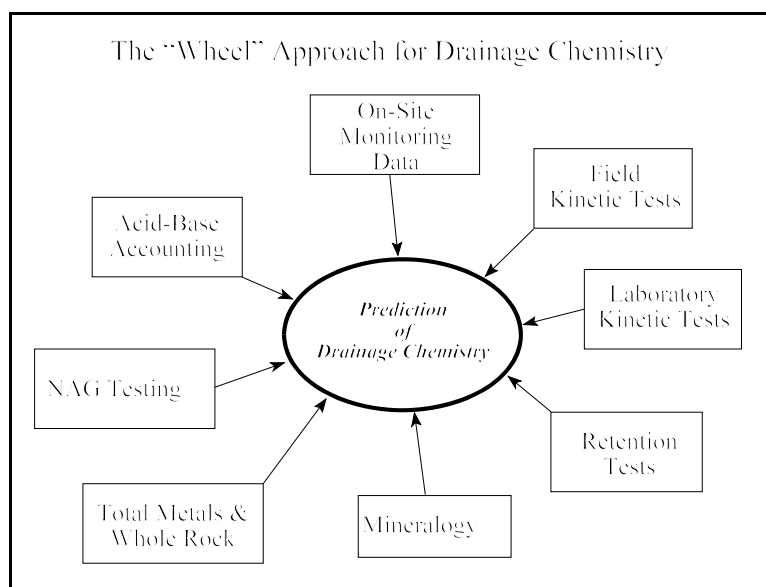 The “Wheel” Approach for Drainage Chemistry
On-Site
Monitoring
Data
Field
Kinetic Tests
Acid-Base
Accounting
Laboratory
Kinetic Tests
Prediction
of
Drainage Chemistry
NAG Testing
Retention
Tests
Total Metals &
Whole Rock
Mineralogy